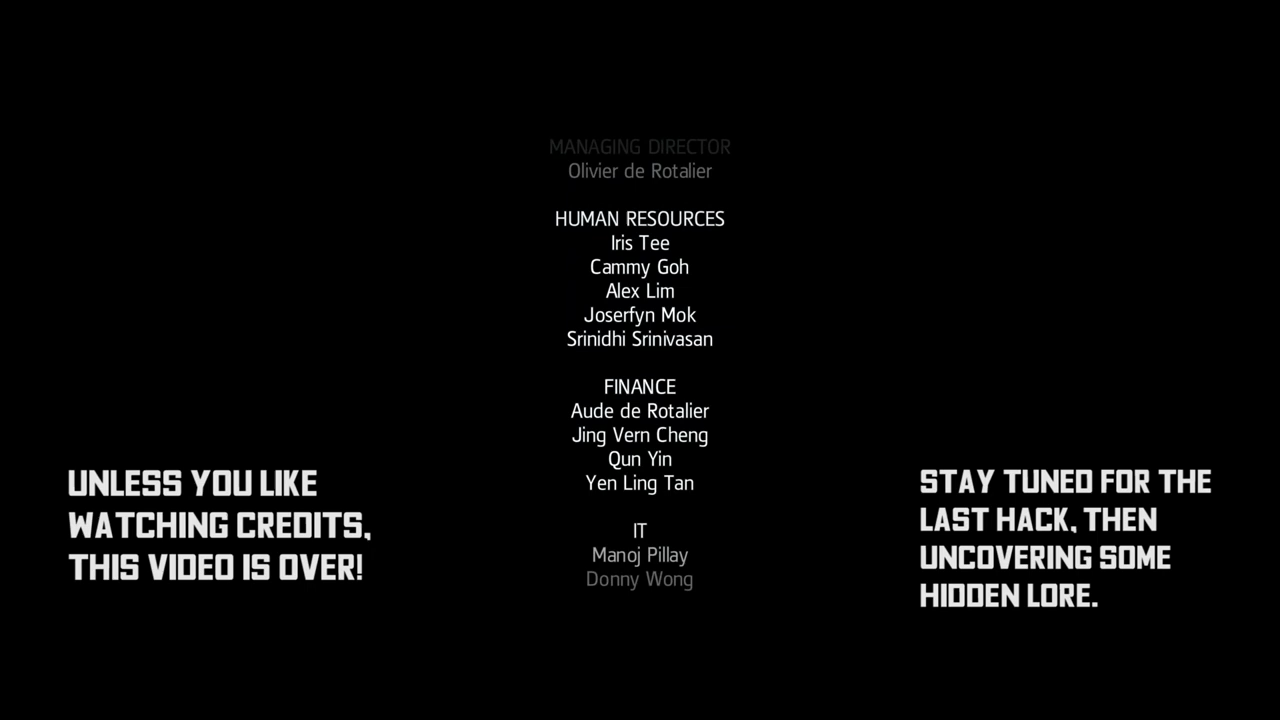 MANAGING DIRECTOR
Olivier de Rotalier
HUMAN RESOURCES
Iris Tee
Cammy Goh
Alex Lim
Joserfyn Mok
Srinidhi Srinivasan
FINANCE
Aude de Rotalier
Jing Vern Cheng
Qun Yin
Yen Ling Tan
IT
Manoj Pillay
Donny Wong
UNLESS YOU LIKE
WATCHING CREDITS,
THIS VIDEO IS OVER!
STAY TUNED FOR THE
LAST HACK, THEN
UNCOVERING SOME
HIDDEN LORE.